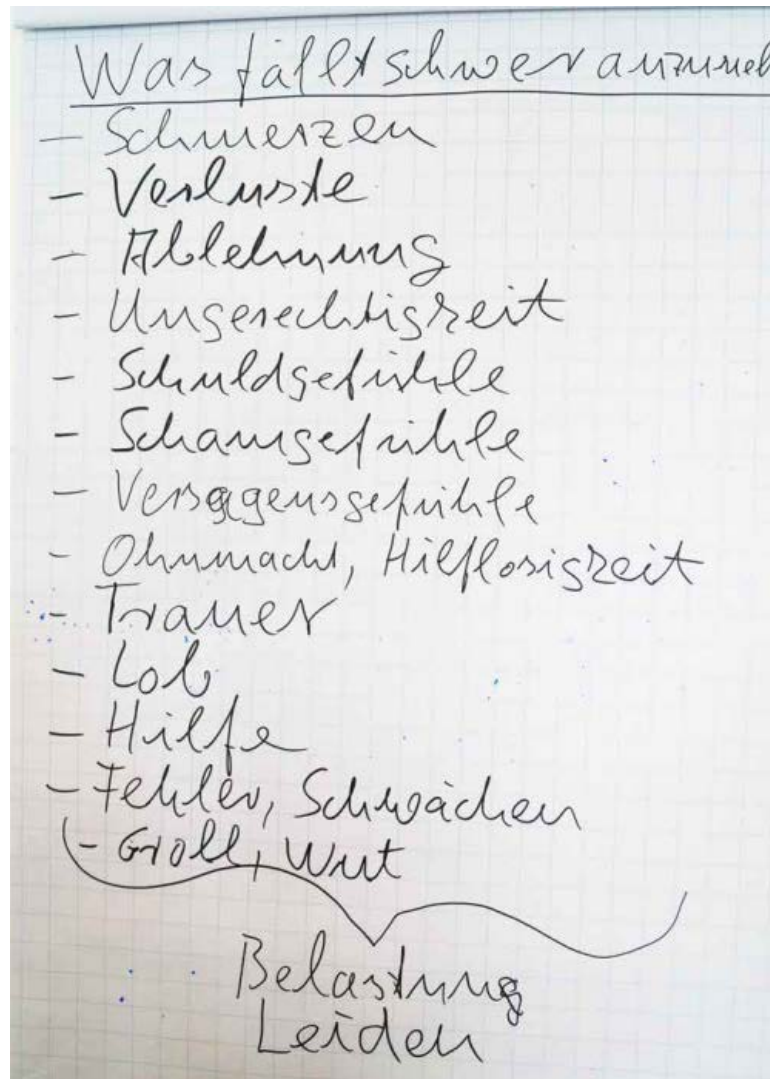 Was fällt schwer anzuneh
- Schmerzen
- Verluste
- Ablehnung
- Ungerechtigkeit
- Schuldgefühle
- Schamgefühle
- Versagensgefühle
- Ohnmacht, Hilflosigkeit
- Trauer
- Lob
- Hilfe
- Fehler, Schwächen
- Groll, Wut
Belastung
Leiden